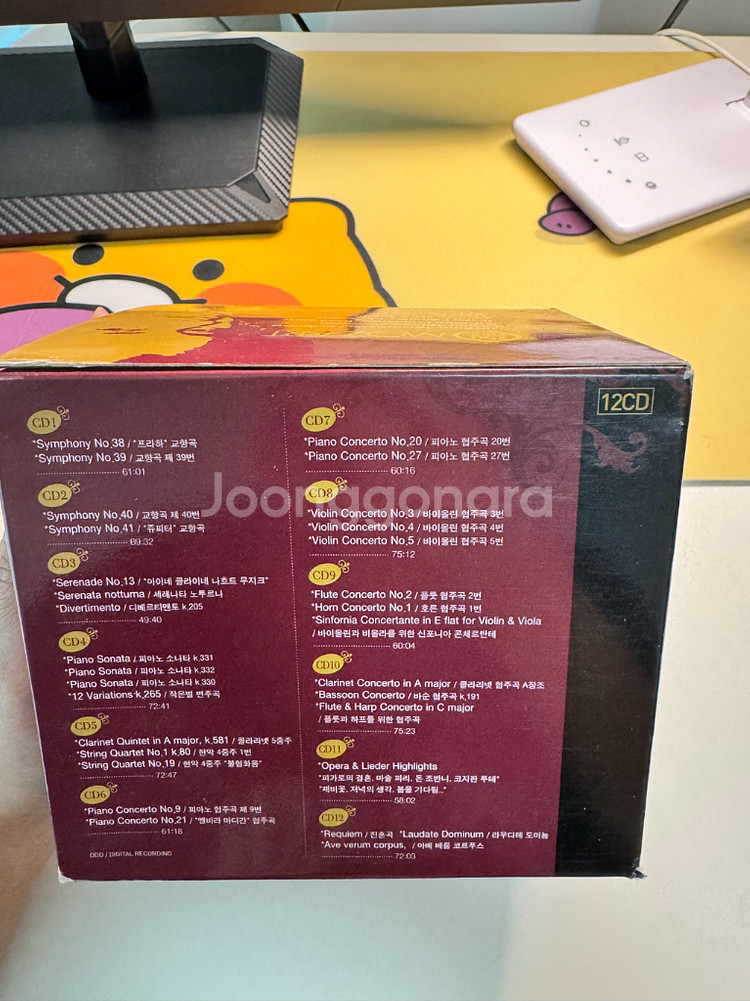 12CD
CD1
*Symphony No,38 / "프라하" 교향곡
*Symphony No,39 / 교향곡 제 39번
61:01
CD2
*Symphony No,40 / 교향곡 제 40번
*Symphony No,41 / "쥬피터" 교향곡
69:32
CD3
*Serenade No,13 / "아이네 클라이네 나흐트 무지크"
*Serenata notturna / 세레나타 노투르나
*Divertimento / 디베르티멘토 k,205
49:40
CD4
*Piano Sonata / 피아노 소나타 k,331
*Piano Sonata / 피아노 소나타 k,332
*Piano Sonata / 피아노 소나타 k,330
*12 Variations k,265 / 작은별 변주곡
72:41
CD5
*Clarinet Quintet in A major, k,581 / 클라리넷 5중주
*String Quartet No,1 k,80 / 현악 4중주 1번
*String Quartet No,19 / 현악 4중주 "불협화음"
72:47
CD6
*Piano Concerto No,9 / 피아노 협주곡 제 9번
*Piano Concerto No,21 / "엘비라 마디간" 협주곡
61:18
DDD / DIGITAL RECORDING
CD7
*Piano Concerto No,20 / 피아노 협주곡 20번
*Piano Concerto No,27 / 피아노 협주곡 27번
60:16
CD8
*Violin Concerto No,3 / 바이올린 협주곡 3번
*Violin Concerto No,4 / 바이올린 협주곡 4번
*Violin Concerto No,5 / 바이올린 협주곡 5번
75:12
CD9
*Flute Concerto No,2 / 플룻 협주곡 2번
*Horn Concerto No,1 / 호른 협주곡 1번
*Sinfornia Concertante in E flat for Violin & Viola
/ 바이올린과 비올라를 위한 신포니아 콘체르탄테
60:04
CD10
*Clarinet Concerto in A major / 클라리넷 협주곡 A장조
*Bassoon Concerto / 바순 협주곡 k,191
*Flute & Harp Concerto in C major
/ 플룻과 하프를 위한 협주곡
75:23
CD11
*Opera & Lieder Highlights
"피가로의 결혼, 마술 피리, 돈 조반니, 코지판 투테"
"제비꽃, 저녁의 생각, 봄을 기다림.."
58:02
CD12
*Requiem / 진혼곡 *Laudate Dominum / 라우다테 도미눔
*Ave verum corpus, / 아베 베룸 코르푸스
72:03
Joonggonara